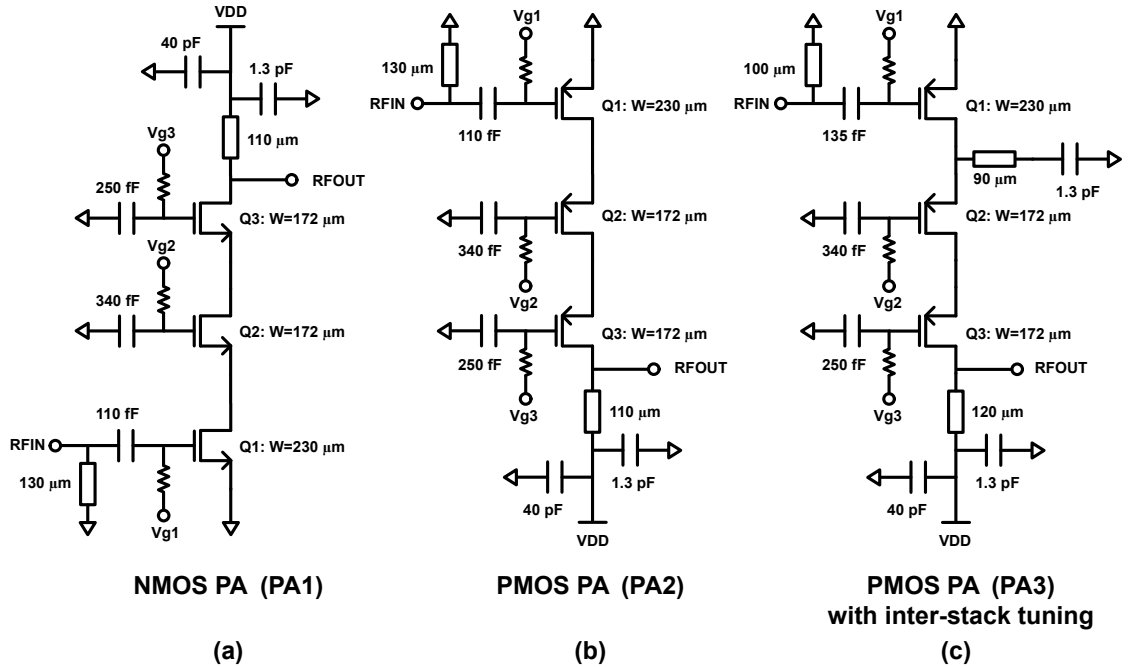 VDD
40 pF
1.3 pF
110 μm
Vg3
RFOUT
250 fF
Q3: W=172 μm
Vg2
340 fF
Q2: W=172 μm
110 fF
RFIN
Q1: W=230 μm
130 μm
Vg1
NMOS PA (PA1)
(a)
Vg1
130 μm
RFIN
Q1: W=230 μm
110 fF
Q2: W=172 μm
340 fF
Vg2
Q3: W=172 μm
250 fF
RFOUT
Vg3
110 μm
1.3 pF
40 pF
VDD
PMOS PA (PA2)
(b)
Vg1
100 μm
RFIN
Q1: W=230 μm
135 fF
90 μm
1.3 pF
Q2: W=172 μm
340 fF
Vg2
Q3: W=172 μm
250 fF
RFOUT
Vg3
120 μm
1.3 pF
40 pF
VDD
PMOS PA (PA3)
with inter-stack tuning
(c)